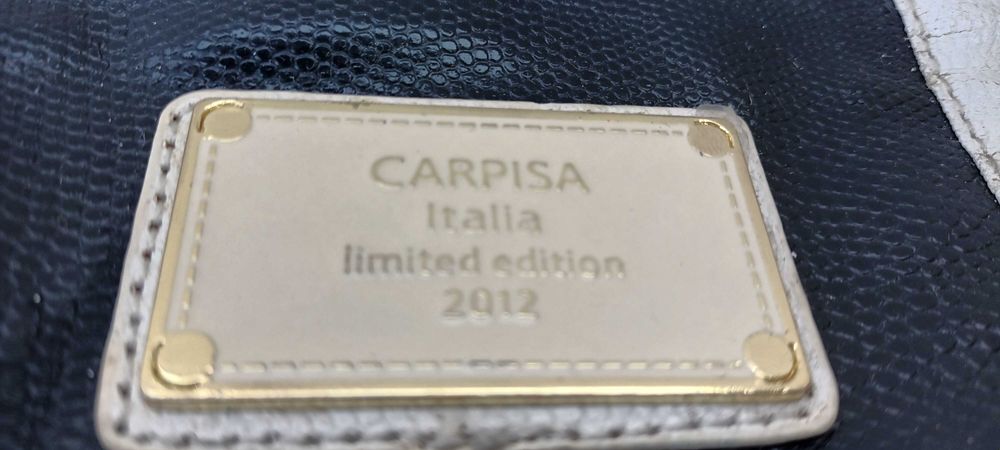 CARPISA
Italia
limited edition
2012